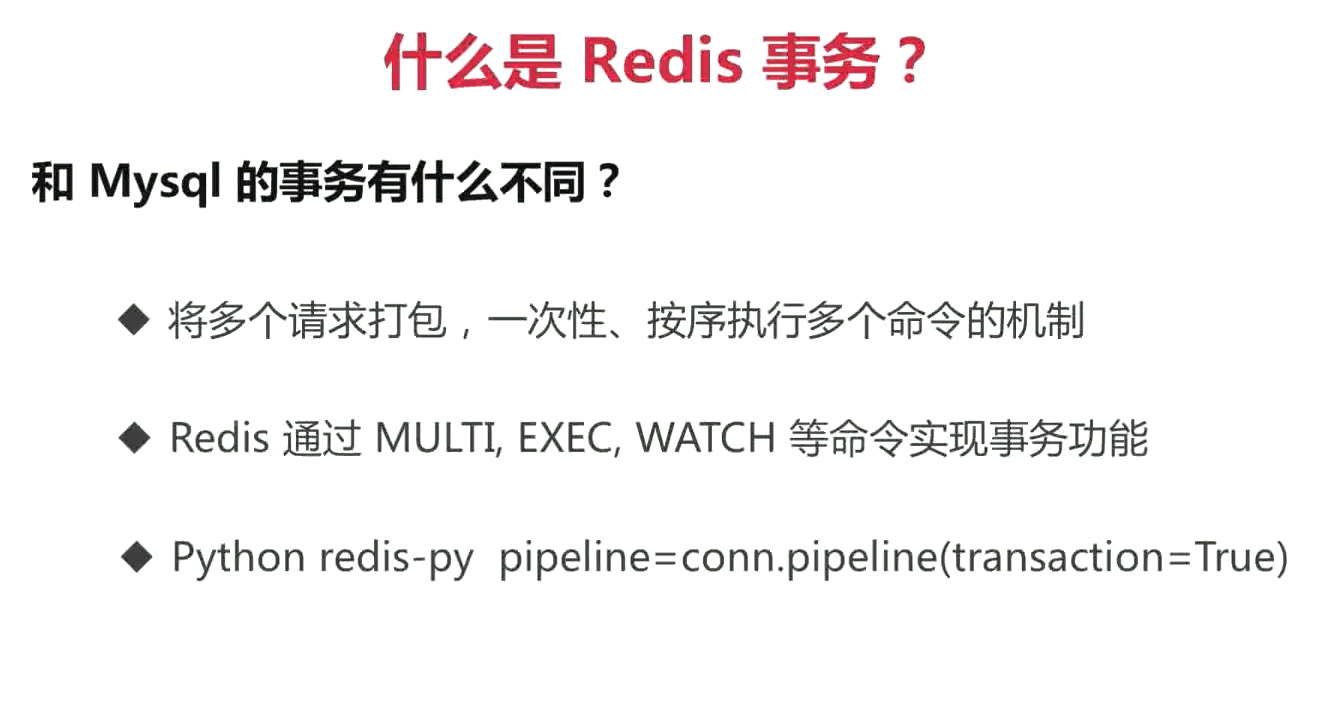 什么是 Redis 事务？
和 Mysql 的事务有什么不同？
◆ 将多个请求打包，一次性、按序执行多个命令的机制
◆ Redis 通过 MULTI, EXEC, WATCH 等命令实现事务功能
◆ Python redis-py pipeline=conn.pipeline(transaction=True)